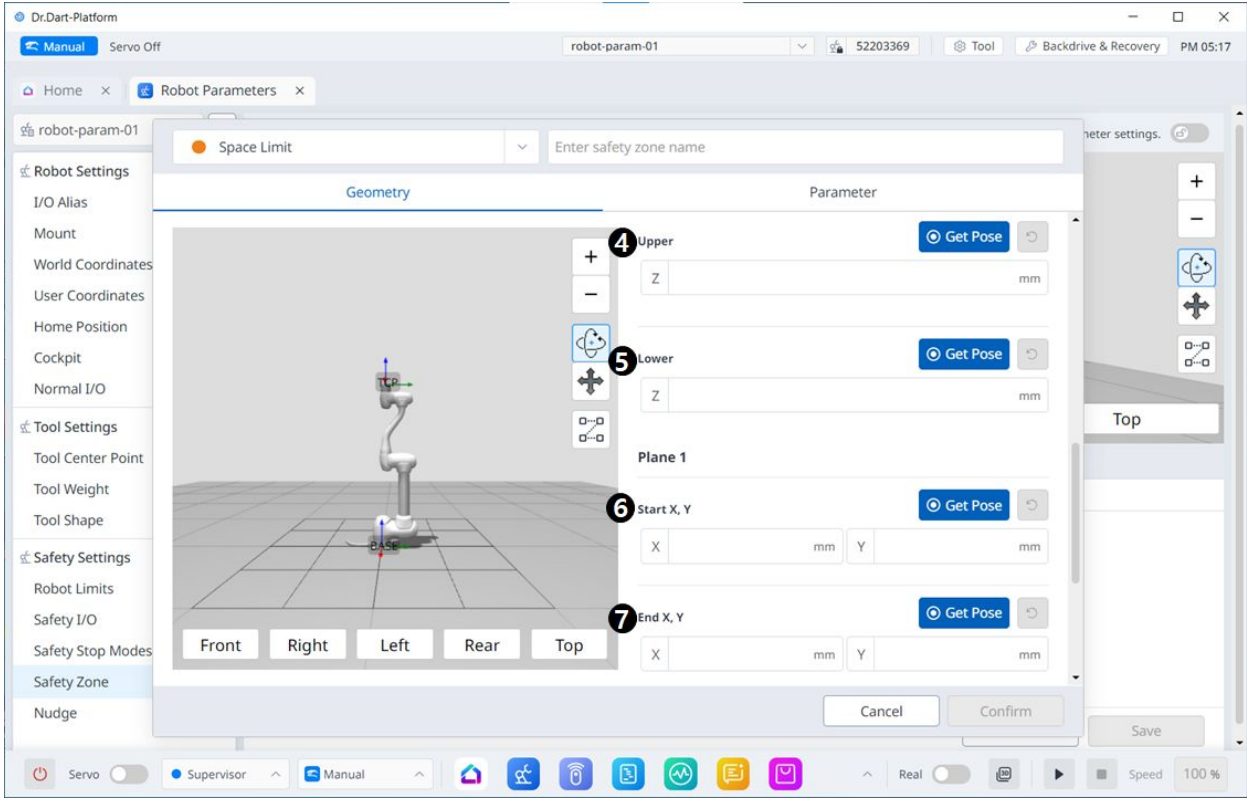 Dr.Dart-Platform
Manual Servo Off robot-param-01 52203369 Tool Backdrive & Recovery PM 05:17
Home Robot Parameters
robot-param-01 meter settings.
Space Limit Enter safety zone name
Robot Settings
Geometry Parameter
I/O Alias
Mount
World Coordinates
User Coordinates
Home Position
Cockpit
Normal I/O
Tool Settings
Tool Center Point
Tool Weight
Tool Shape
Safety Settings
Robot Limits
Safety I/O
Safety Stop Modes
Safety Zone
Nudge
TCP
BASE
Front Right Left Rear Top
4 Upper Get Pose
Z mm
5 Lower Get Pose
Z mm
Plane 1
6 Start X, Y Get Pose
X mm Y mm
7 End X, Y Get Pose
X mm Y mm
Cancel Confirm
Top
Save
Servo Supervisor Manual Real 3D Speed 100 %